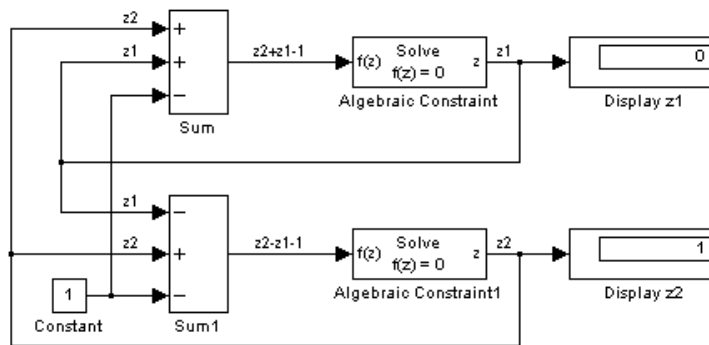 z2
+
z1
+
−
Sum
z2+z1-1
f(z)
Solve
f(z) = 0
z
Algebraic Constraint
z1
0
Display z1
z1
−
z2
+
−
Sum1
z2-z1-1
f(z)
Solve
f(z) = 0
z
Algebraic Constraint1
z2
1
Display z2
1
Constant